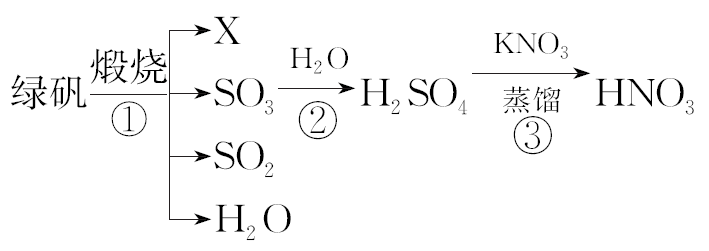 X
绿矾 煅烧 ① SO₃ H₂O ② H₂SO₄ KNO₃ 蒸馏 ③ HNO₃
SO₂
H₂O